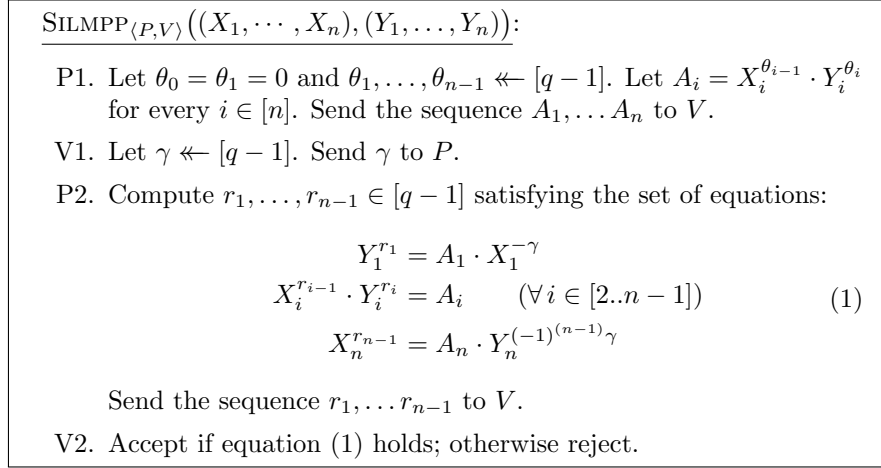 SILMPP⟨P,V⟩((X₁, ⋯ , Xₙ), (Y₁, . . . , Yₙ)):
P1. Let θ₀ = θ₁ = 0 and θ₁, . . . , θₙ₋₁ ↞ [q − 1]. Let Aᵢ = Xᵢ^{θᵢ₋₁} · Yᵢ^{θᵢ}
for every i ∈ [n]. Send the sequence A₁, . . . Aₙ to V.
V1. Let γ ↞ [q − 1]. Send γ to P.
P2. Compute r₁, . . . , rₙ₋₁ ∈ [q − 1] satisfying the set of equations:
Y₁^{r₁} = A₁ · X₁^{−γ}
Xᵢ^{rᵢ₋₁} · Yᵢ^{rᵢ} = Aᵢ (∀ i ∈ [2..n − 1]) (1)
Xₙ^{rₙ₋₁} = Aₙ · Yₙ^{(−1)^{(n−1)}γ}
Send the sequence r₁, . . . rₙ₋₁ to V.
V2. Accept if equation (1) holds; otherwise reject.